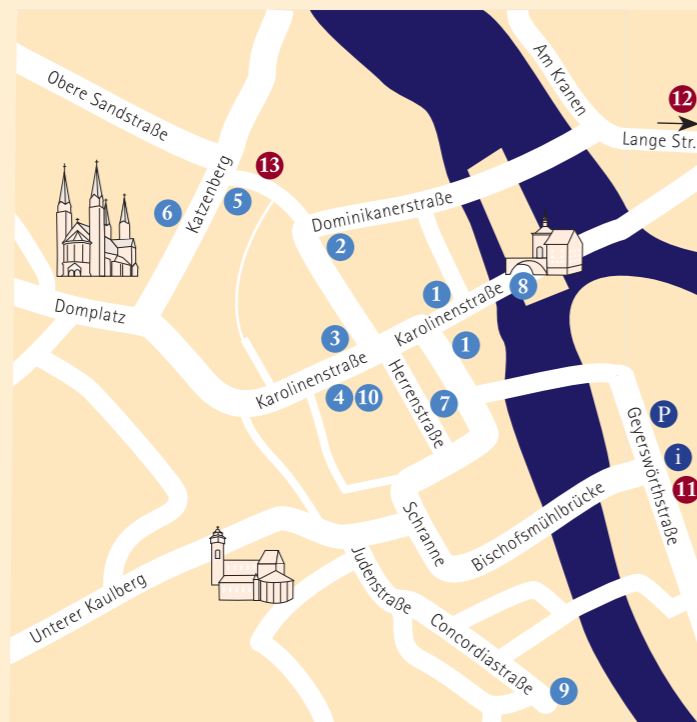 Am Kranen
12
Lange Str.
Obere Sandstraße
13
Katzenberg
6
5
Dominikanerstraße
2
Domplatz
1
8
Karolinenstraße
3
1
Karolinenstraße
4
10
Herrenstraße
7
P
i
11
Geyerswörthstraße
Schranne
Bischofsmühlbrücke
Unterer Kaulberg
Judenstraße
Concordiastraße
9